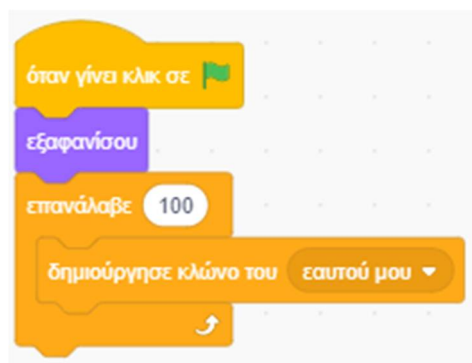 όταν γίνει κλικ σε
εξαφανίσου
επανάλαβε 100
δημιούργησε κλώνο του εαυτού μου